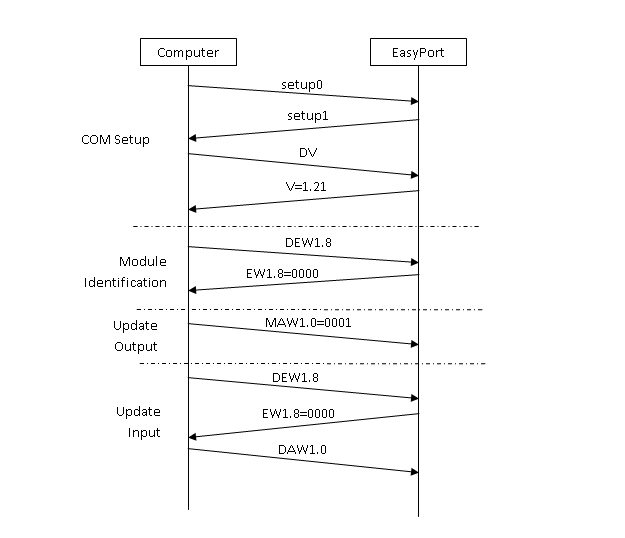 Computer
EasyPort
setup0
setup1
COM Setup
DV
V=1.21
DEW1.8
Module
Identification
EW1.8=0000
Update
Output
MAW1.0=0001
DEW1.8
Update
Input
EW1.8=0000
DAW1.0